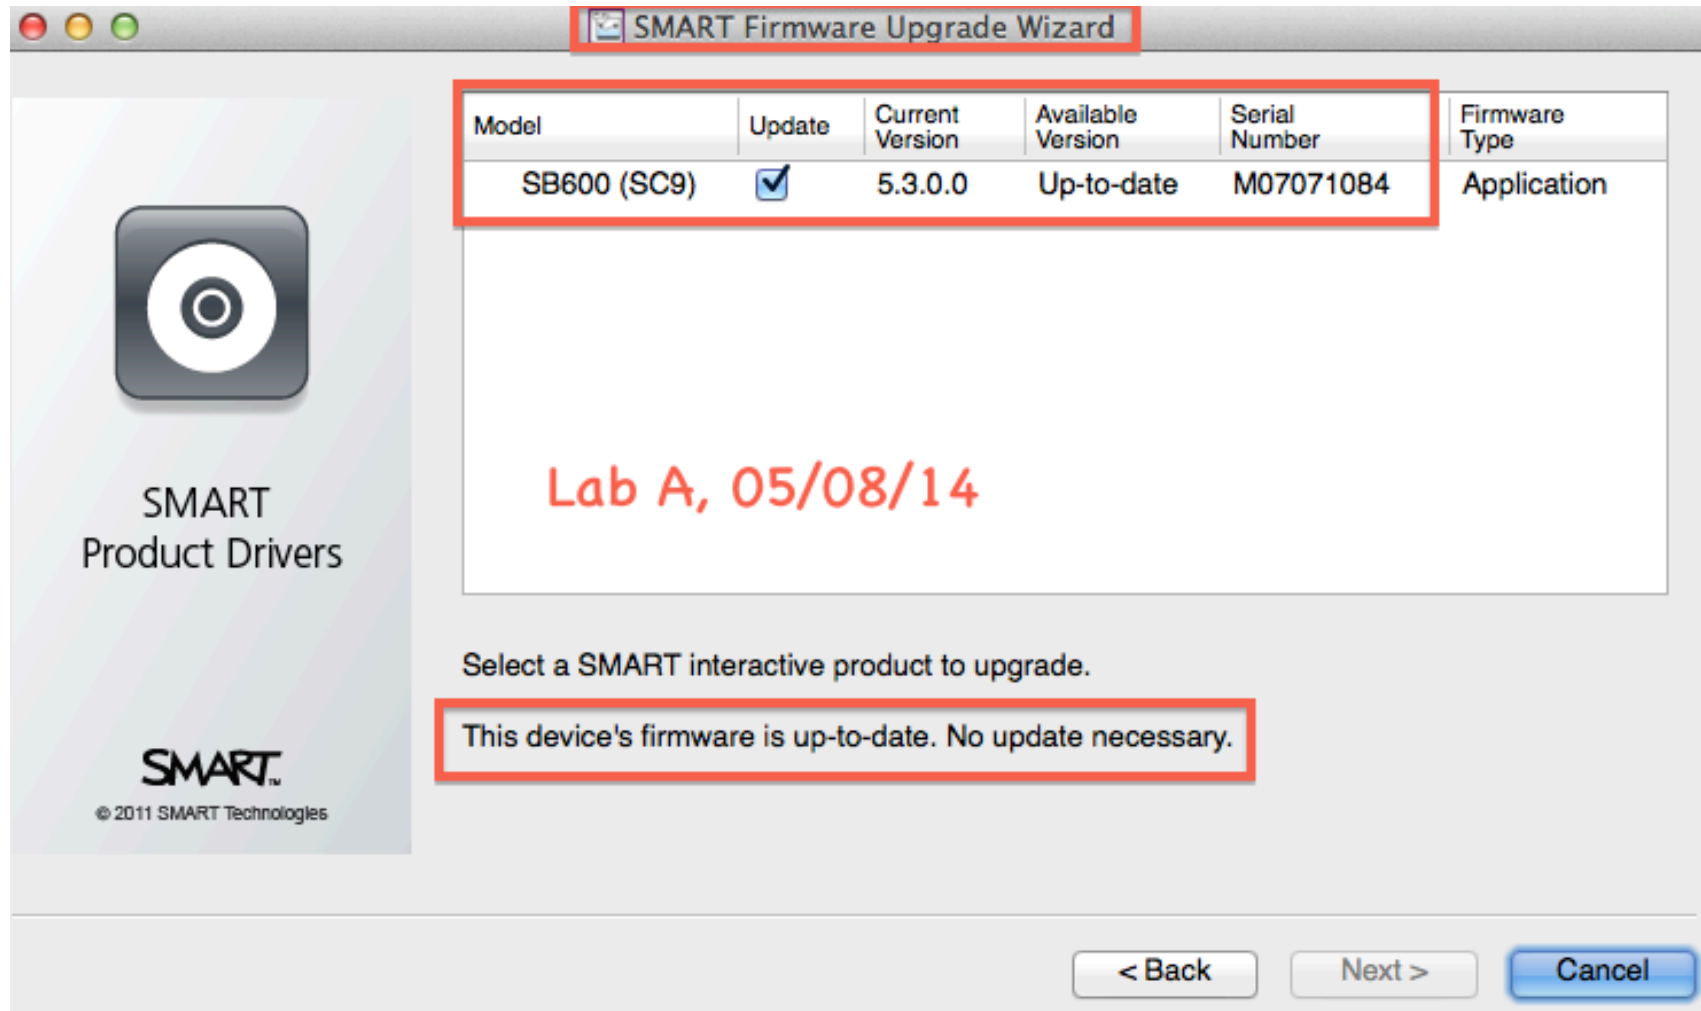 SMART Firmware Upgrade Wizard
Model Update Current Version Available Version Serial Number Firmware Type
SB600 (SC9) 5.3.0.0 Up-to-date M07071084 Application
Lab A, 05/08/14
SMART
Product Drivers
Select a SMART interactive product to upgrade.
This device's firmware is up-to-date. No update necessary.
SMART™
© 2011 SMART Technologies
< Back Next > Cancel